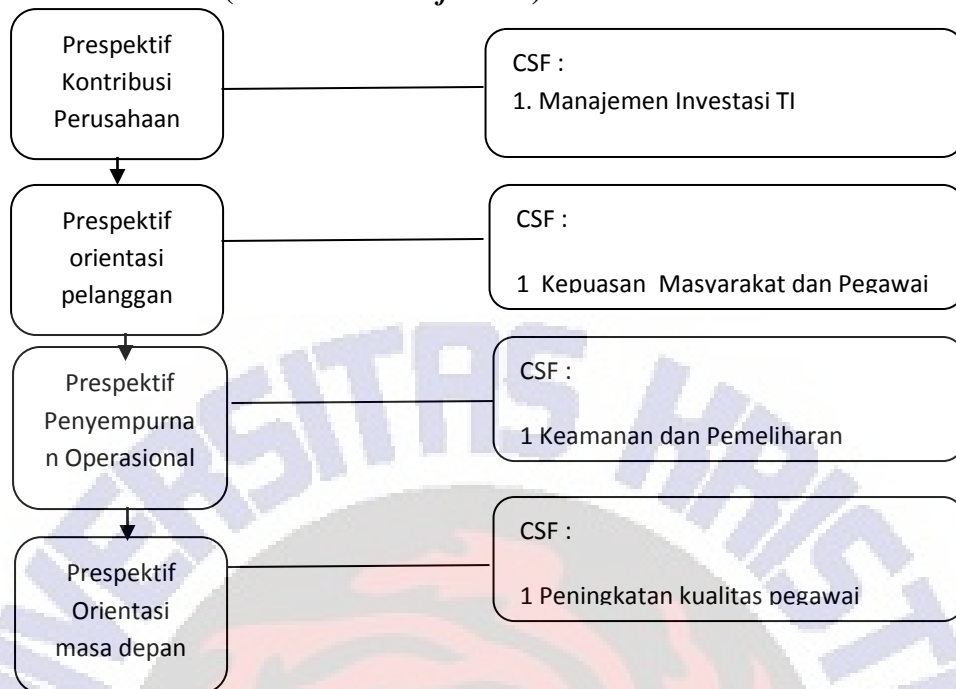 Prespektif
Kontribusi
Perusahaan
CSF :
1. Manajemen Investasi TI
Prespektif
orientasi
pelanggan
CSF :
1 Kepuasan Masyarakat dan Pegawai
Prespektif
Penyempurna
n Operasional
CSF :
1 Keamanan dan Pemeliharan
Prespektif
Orientasi
masa depan
CSF :
1 Peningkatan kualitas pegawai